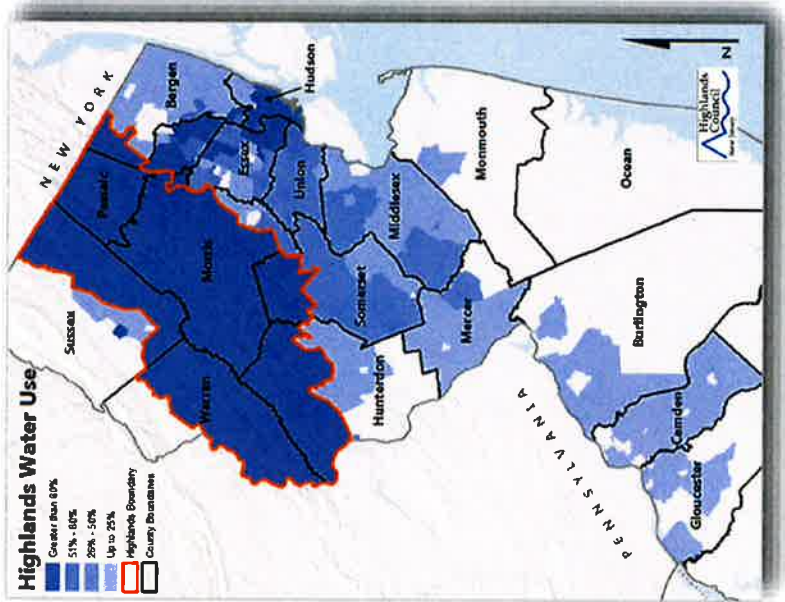 Highlands Water Use
Greater than 80%
51% - 80%
26% - 50%
Up to 25%
Highlands Boundary
County Boundaries
NEW YORK
Sussex
Passaic
Bergen
Morris
Essex
Hudson
Warren
Union
Somerset
Middlesex
Hunterdon
Mercer
Monmouth
Ocean
PENNSYLVANIA
Burlington
Camden
Gloucester
Highlands
Council
N